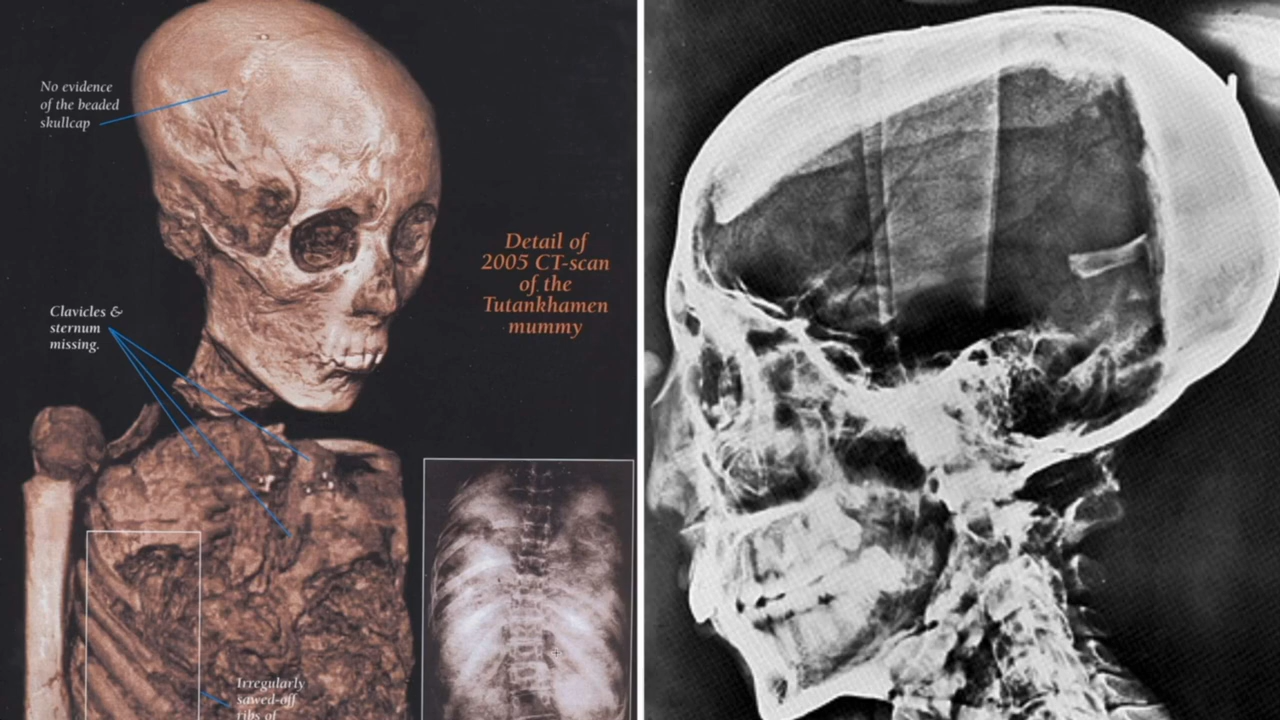 No evidence
of the beaded
skullcap
Clavicles &
sternum
missing.
Detail of
2005 CT-scan
of the
Tutankhamen
mummy
Irregularly
sawed-off
ribs of